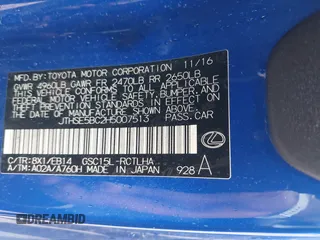 MFD. BY: TOYOTA MOTOR CORPORATION 11/16
GVWR 4960LB GAWR FR 2470LB RR 2650LB
THIS VEHICLE CONFORMS TO ALL APPLICABLE
FEDERAL MOTOR VEHICLE SAFETY, BUMPER, AND
THEFT PREVENTION STANDARDS IN EFFECT ON THE
DATE OF MANUFACTURE SHOWN ABOVE.
JTHSE5BC2H5007513 PASS. CAR
C/TR: 8X1/EB14 GSC15L-RCTLHA
A/TM: A02A/A760H MADE IN JAPAN 928 A
DREAMBID